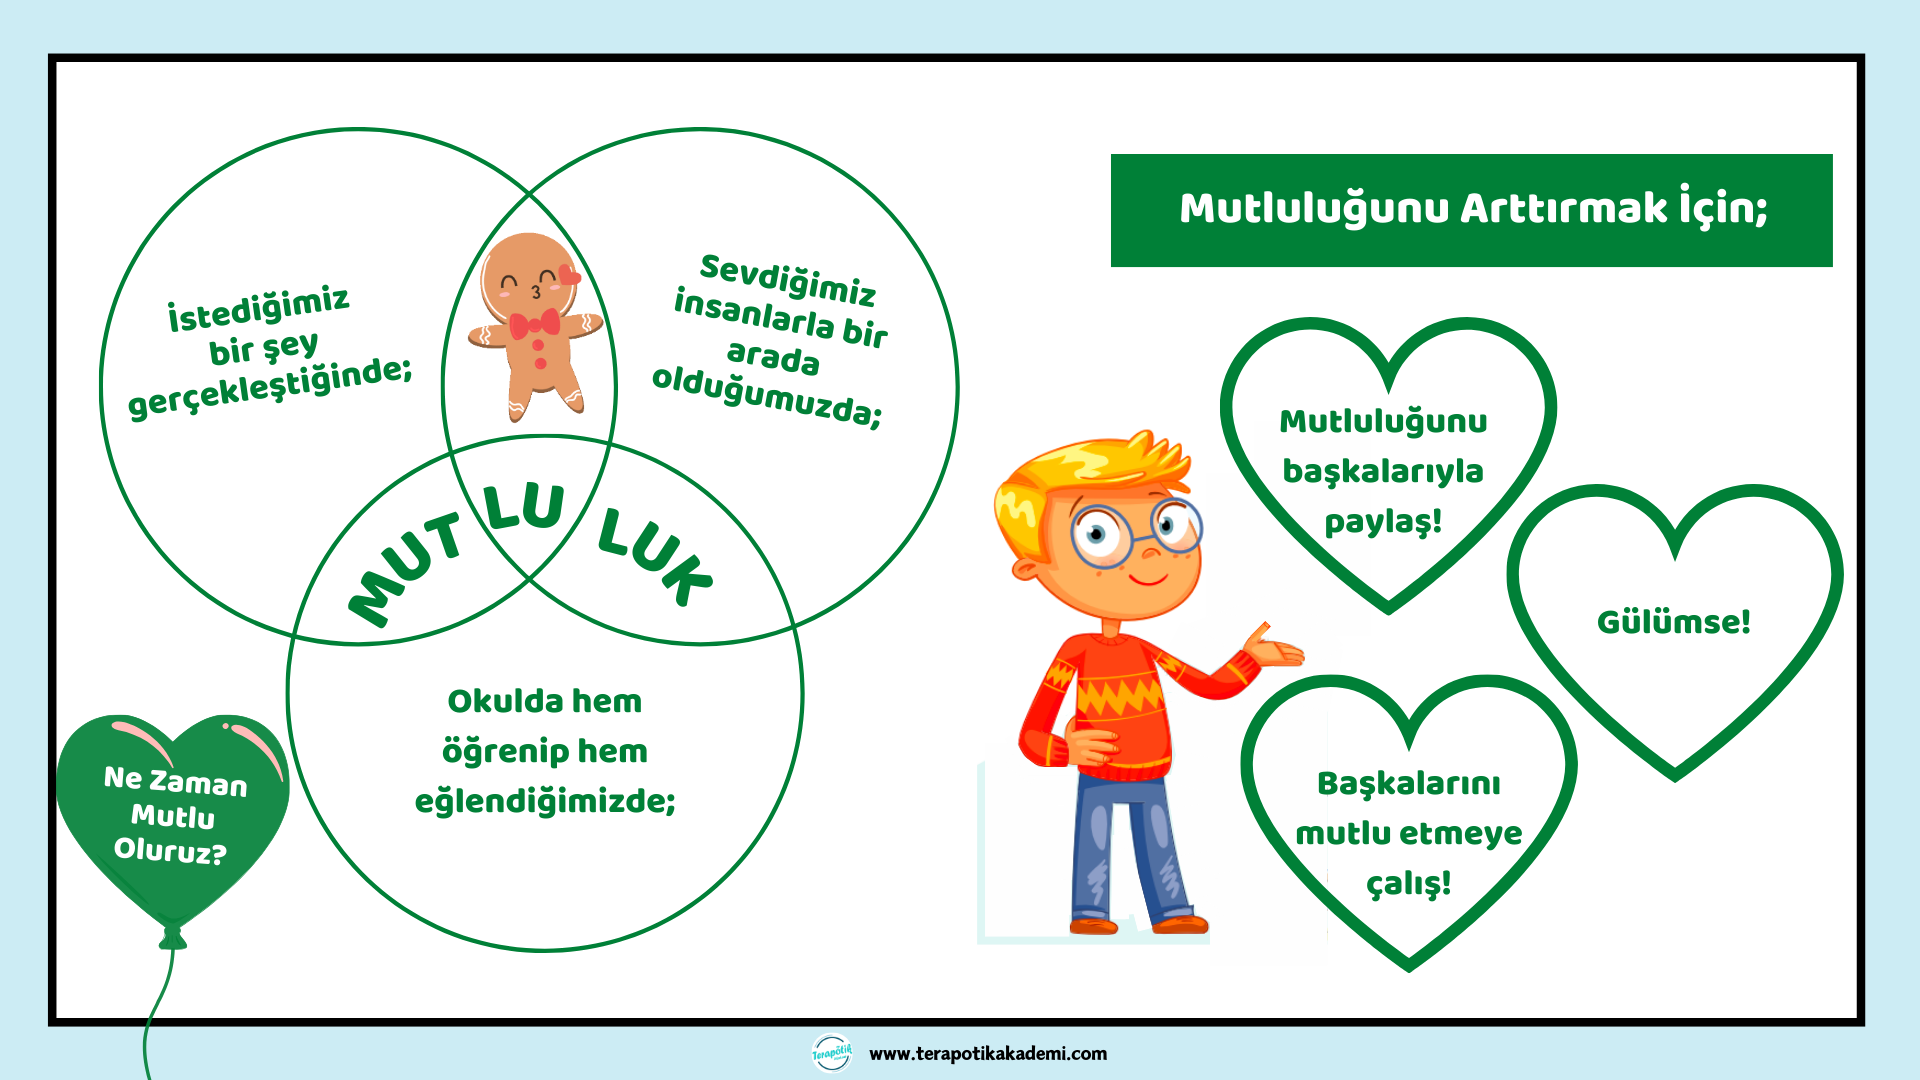 İstediğimiz
bir şey
gerçekleştiğinde;
Sevdiğimiz
insanlarla bir
arada
olduğumuzda;
MUT LU LUK
Okulda hem
öğrenip hem
eğlendiğimizde;
Ne Zaman
Mutlu
Oluruz?
Mutluluğunu Arttırmak İçin;
Mutluluğunu
başkalarıyla
paylaş!
Gülümse!
Başkalarını
mutlu etmeye
çalış!
Terapötik
www.terapotikakademi.com